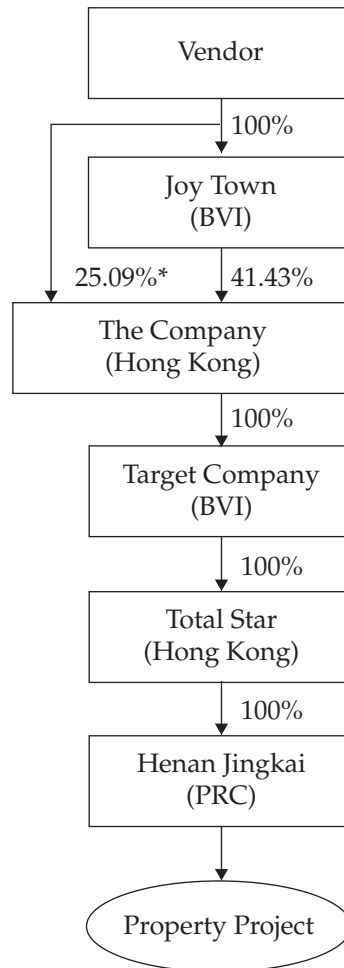 Vendor
100%
Joy Town
(BVI)
25.09%*
41.43%
The Company
(Hong Kong)
100%
Target Company
(BVI)
100%
Total Star
(Hong Kong)
100%
Henan Jingkai
(PRC)
Property Project